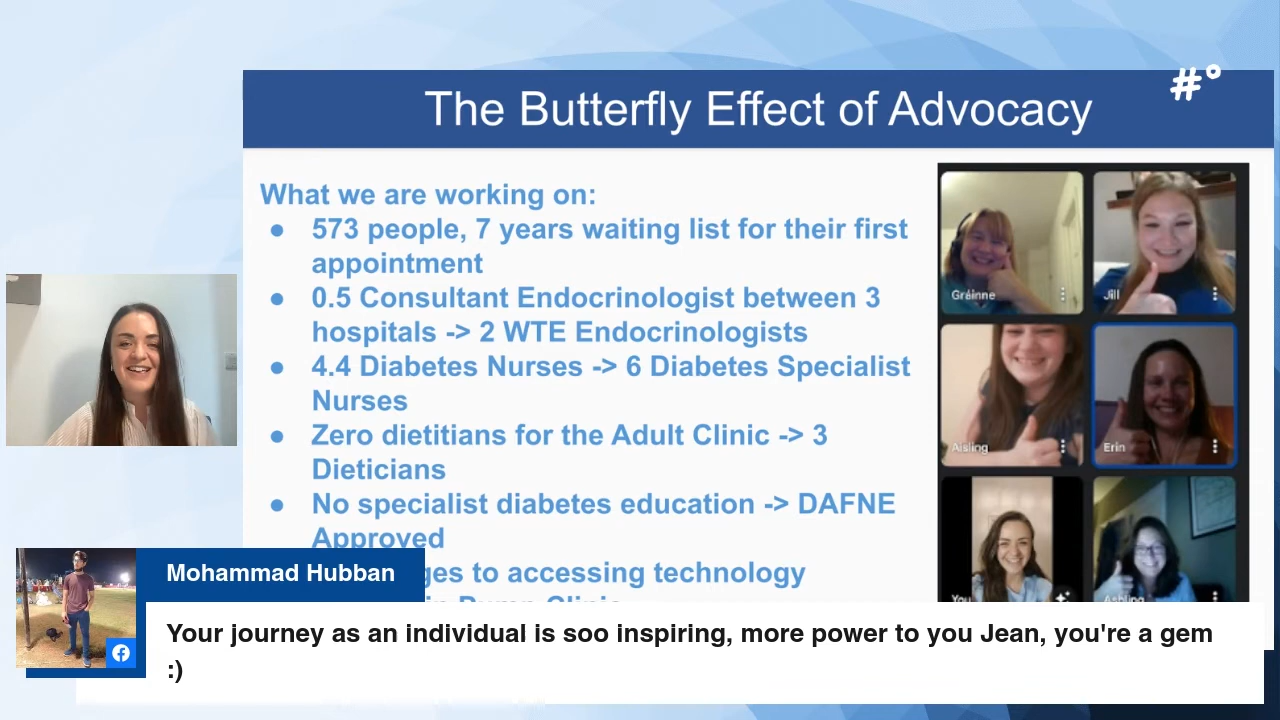 #°
The Butterfly Effect of Advocacy
What we are working on:
● 573 people, 7 years waiting list for their first
appointment
● 0.5 Consultant Endocrinologist between 3
hospitals -> 2 WTE Endocrinologists
● 4.4 Diabetes Nurses -> 6 Diabetes Specialist
Nurses
● Zero dietitians for the Adult Clinic -> 3
Dieticians
● No specialist diabetes education -> DAFNE
Approved
to accessing technology
Gráinne
Jill
Aisling
Erin
You
Aisling
Mohammad Hubban
Your journey as an individual is soo inspiring, more power to you Jean, you're a gem
:)